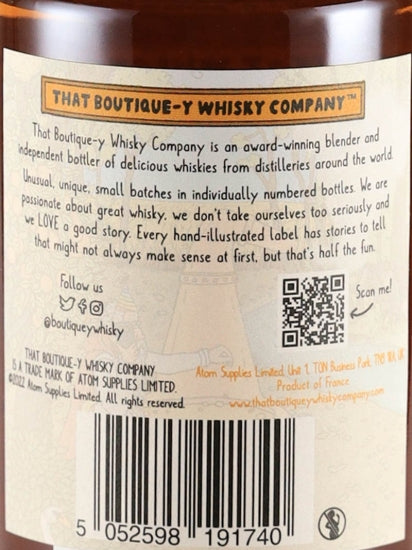 THAT BOUTIQUE-Y WHISKY COMPANY™
That Boutique-y Whisky Company is an award-winning blender and
independent bottler of delicious whiskies from distilleries around the world.
Unusual, unique, small batches in individually numbered bottles. We are
passionate about great whisky, we don't take ourselves too seriously and
we LOVE a good story. Every hand-illustrated label has stories to tell
that might not always make sense at first, but that's half the fun.
Follow us
@boutiqueywhisky
Scan me!
THAT BOUTIQUE-Y WHISKY COMPANY
IS A TRADE MARK OF ATOM SUPPLIES LIMITED.
©2022 Atom Supplies Limited. All rights reserved.
Atom Supplies Limited, Unit 1, TON Business Park, TN9 1RA, UK
Product of France
www.thatboutiqueywhiskycompany.com
5 052598 191740